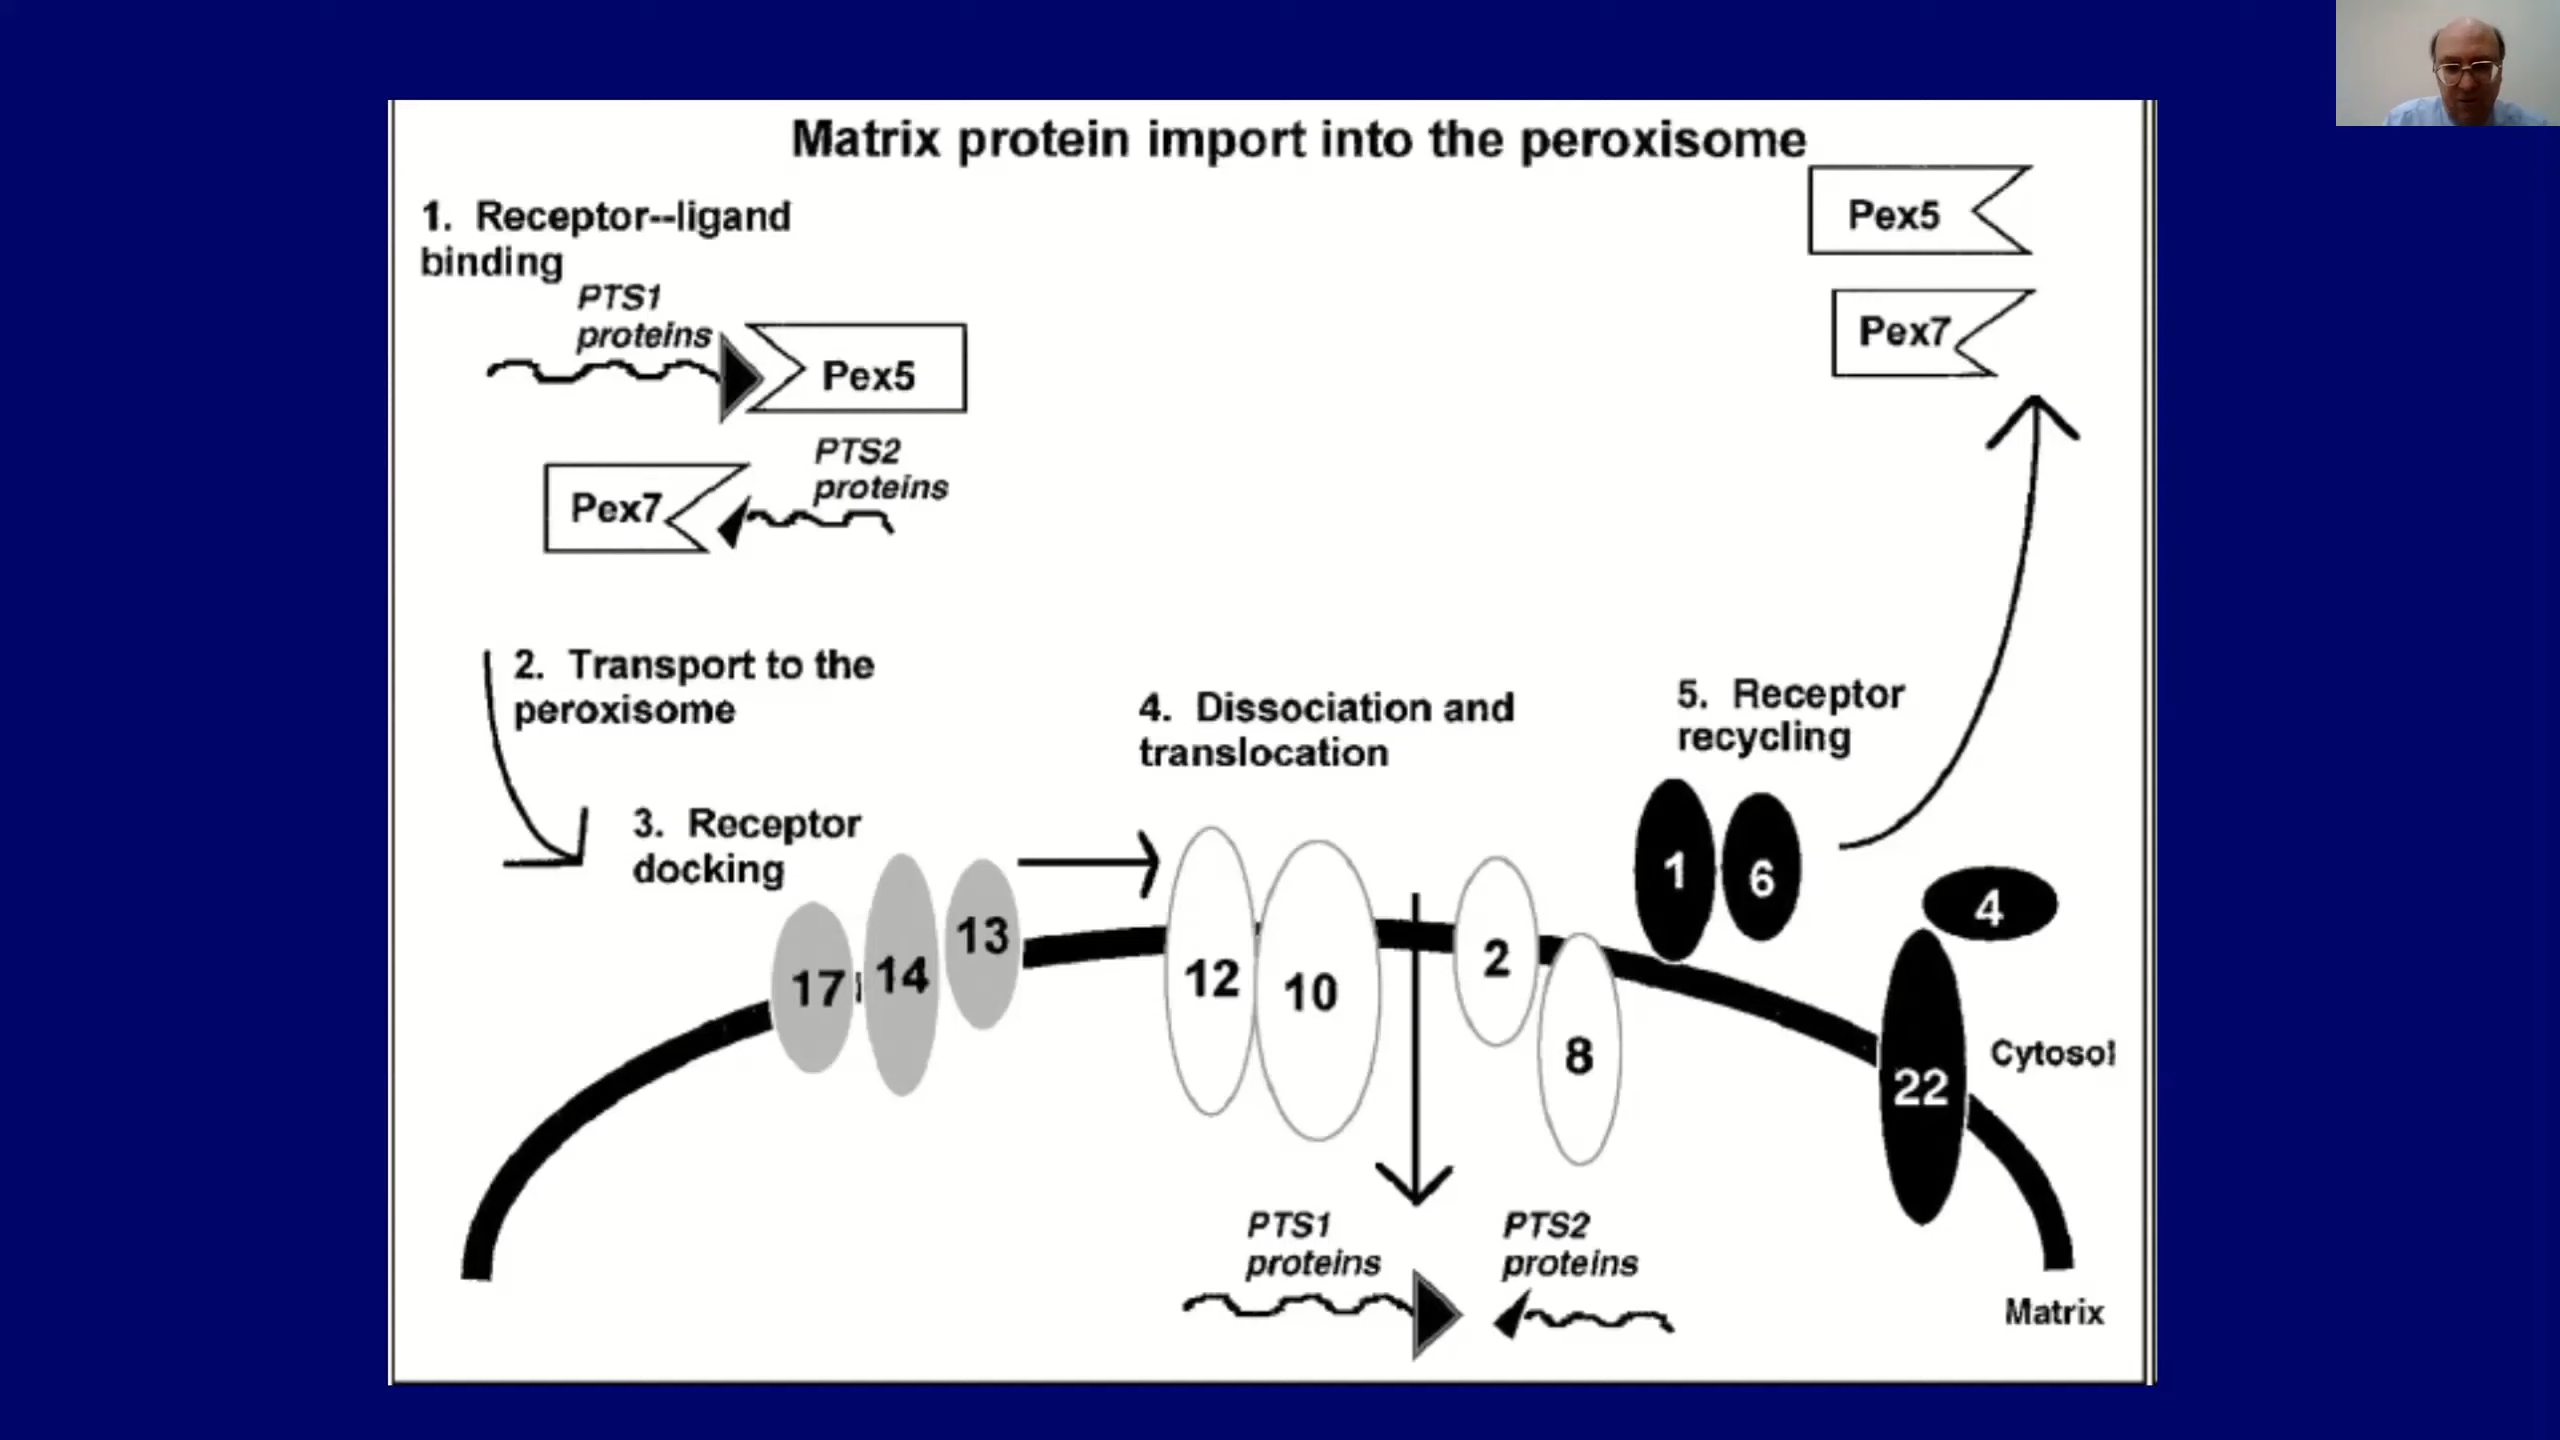 Matrix protein import into the peroxisome
1. Receptor--ligand
binding
PTS1
proteins
Pex5
PTS2
proteins
Pex7
Pex5
Pex7
2. Transport to the
peroxisome
3. Receptor
docking
4. Dissociation and
translocation
5. Receptor
recycling
17
14
13
12
10
2
8
1
6
4
22
Cytosol
PTS1
proteins
PTS2
proteins
Matrix